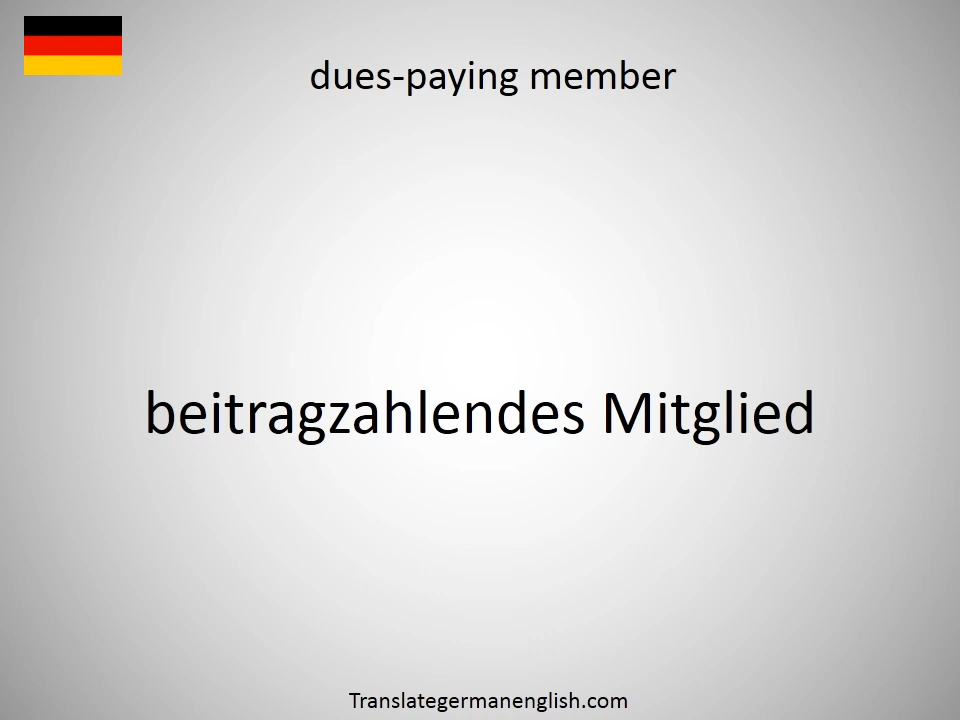 dues-paying member
beitragzahlendes Mitglied
Translategermanenglish.com